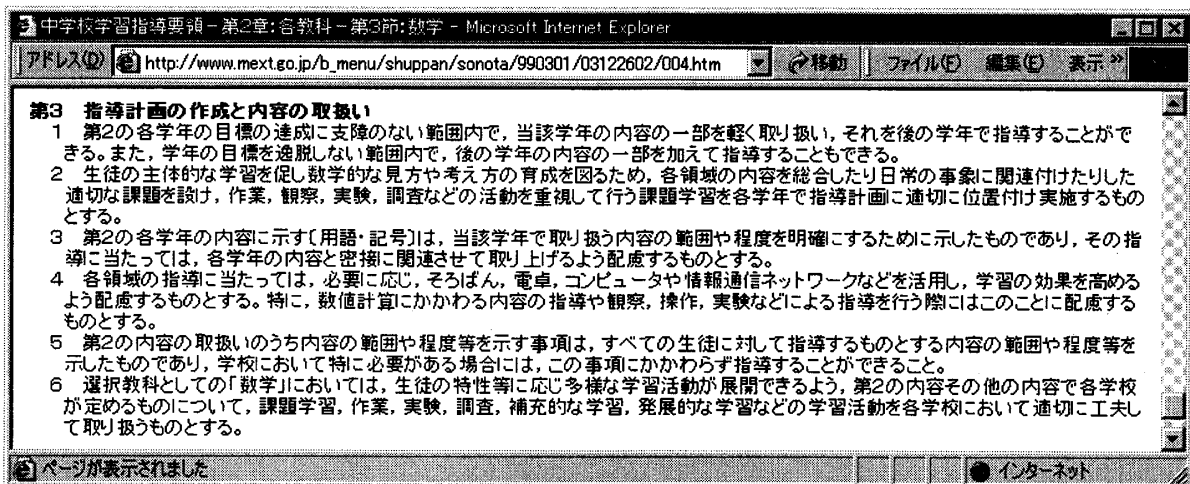 中学校学習指導要領-第2章:各教科-第3節:数学 - Microsoft Internet Explorer
アドレス(D) http://www.mext.go.jp/b_menu/shuppan/sonota/990301/03122602/004.htm 移動 ファイル(F) 編集(E) 表示 »
第3 指導計画の作成と内容の取扱い
1 第2の各学年の目標の達成に支障のない範囲内で,当該学年の内容の一部を軽く取り扱い,それを後の学年で指導することがで
きる。また,学年の目標を逸脱しない範囲内で,後の学年の内容の一部を加えて指導することもできる。
2 生徒の主体的な学習を促し数学的な見方や考え方の育成を図るため,各領域の内容を総合したり日常の事象に関連付けたりした
適切な課題を設け,作業,観察,実験,調査などの活動を重視して行う課題学習を各学年で指導計画に適切に位置付け実施するもの
とする。
3 第2の各学年の内容に示す〔用語・記号〕は,当該学年で取り扱う内容の範囲や程度を明確にするために示したものであり,その指
導に当たっては,各学年の内容と密接に関連させて取り上げるよう配慮するものとする。
4 各領域の指導に当たっては,必要に応じ,そろばん,電卓,コンピュータや情報通信ネットワークなどを活用し,学習の効果を高める
よう配慮するものとする。特に,数値計算にかかわる内容の指導や観察,操作,実験などによる指導を行う際にはこのことに配慮する
ものとする。
5 第2の内容の取扱いのうち内容の範囲や程度等を示す事項は,すべての生徒に対して指導するものとする内容の範囲や程度等を
示したものであり,学校において特に必要がある場合には,この事項にかかわらず指導することができること。
6 選択教科としての「数学」においては,生徒の特性等に応じ多様な学習活動が展開できるよう,第2の内容その他の内容で各学校
が定めるものについて,課題学習,作業,実験,調査,補充的な学習,発展的な学習などの学習活動を各学校において適切に工夫し
て取り扱うものとする。
ページが表示されました インターネット